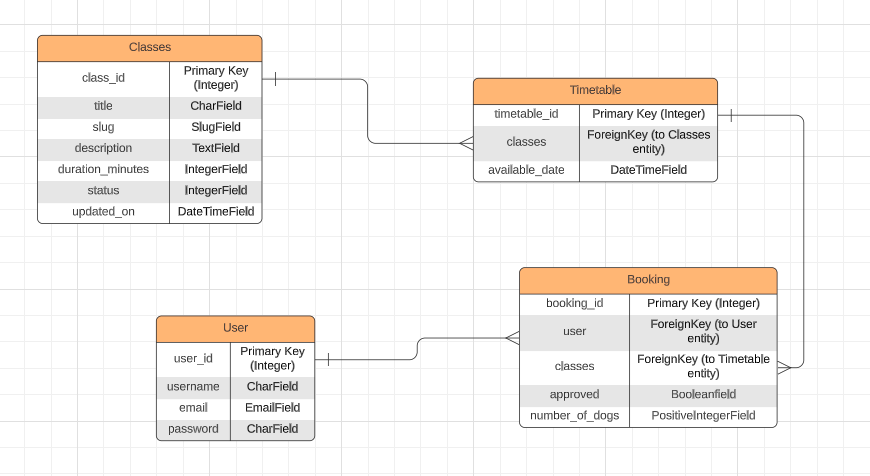 Classes
class_id Primary Key
(Integer)
title CharField
slug SlugField
description TextField
duration_minutes IntegerField
status IntegerField
updated_on DateTimeField
Timetable
timetable_id Primary Key (Integer)
classes ForeignKey (to Classes
entity)
available_date DateTimeField
User
user_id Primary Key
(Integer)
username CharField
email EmailField
password CharField
Booking
booking_id Primary Key (Integer)
user ForeignKey (to User
entity)
classes ForeignKey (to Timetable
entity)
approved Booleanfield
number_of_dogs PositiveIntegerField